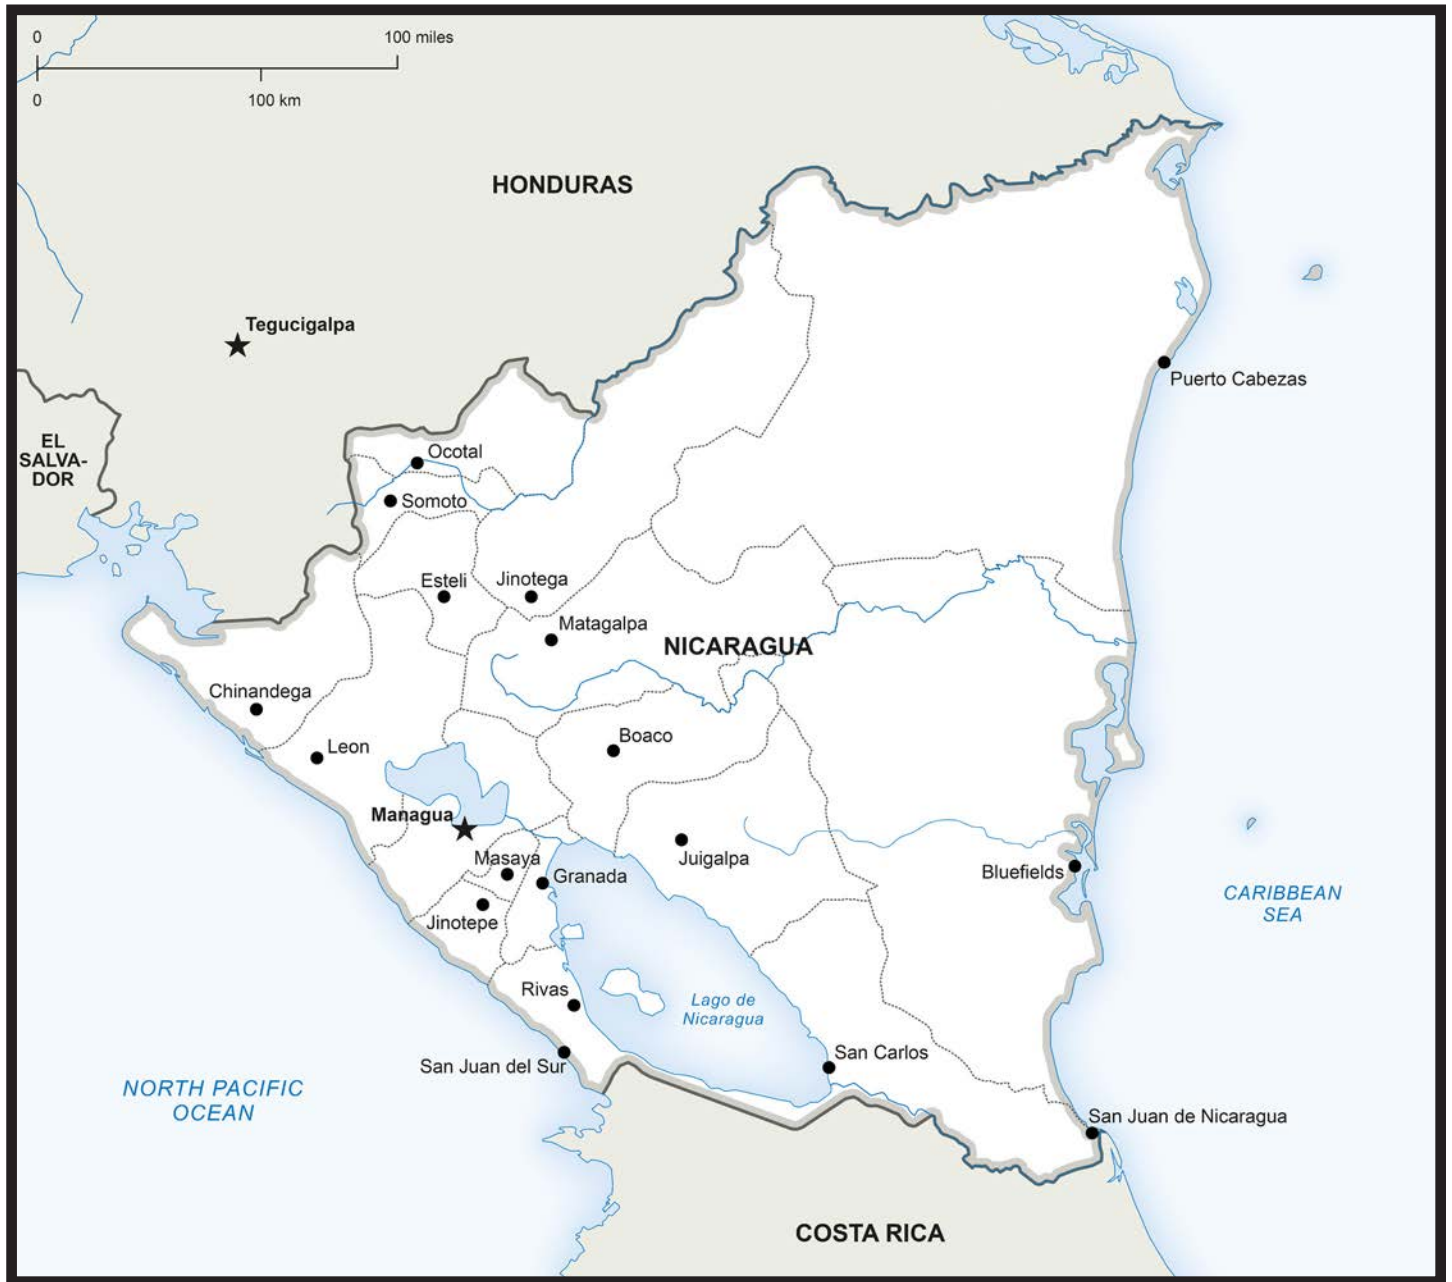 0 100 miles
0 100 km
HONDURAS
Tegucigalpa
Puerto Cabezas
EL
SALVA-
DOR
Ocotal
Somoto
Esteli
Jinotega
Matagalpa
NICARAGUA
Chinandega
Leon
Boaco
Managua
Masaya
Granada
Juigalpa
Bluefields
CARIBBEAN
SEA
Jinotepe
Rivas
Lago de
Nicaragua
San Carlos
San Juan del Sur
NORTH PACIFIC
OCEAN
San Juan de Nicaragua
COSTA RICA